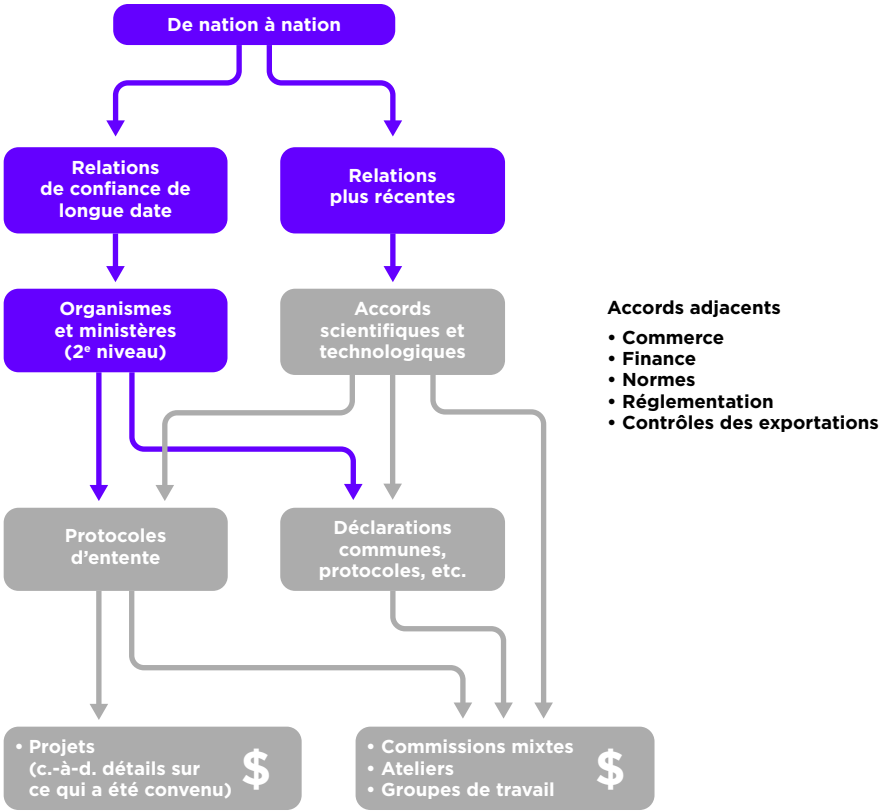 De nation à nation
Relations
de confiance de
longue date
Relations
plus récentes
Organismes
et ministères
(2e niveau)
Accords
scientifiques et
technologiques
Accords adjacents
• Commerce
• Finance
• Normes
• Réglementation
• Contrôles des exportations
Protocoles
d'entente
Déclarations
communes,
protocoles, etc.
• Projets
(c.-à-d. détails sur
ce qui a été convenu)
$
• Commissions mixtes
• Ateliers
• Groupes de travail
$